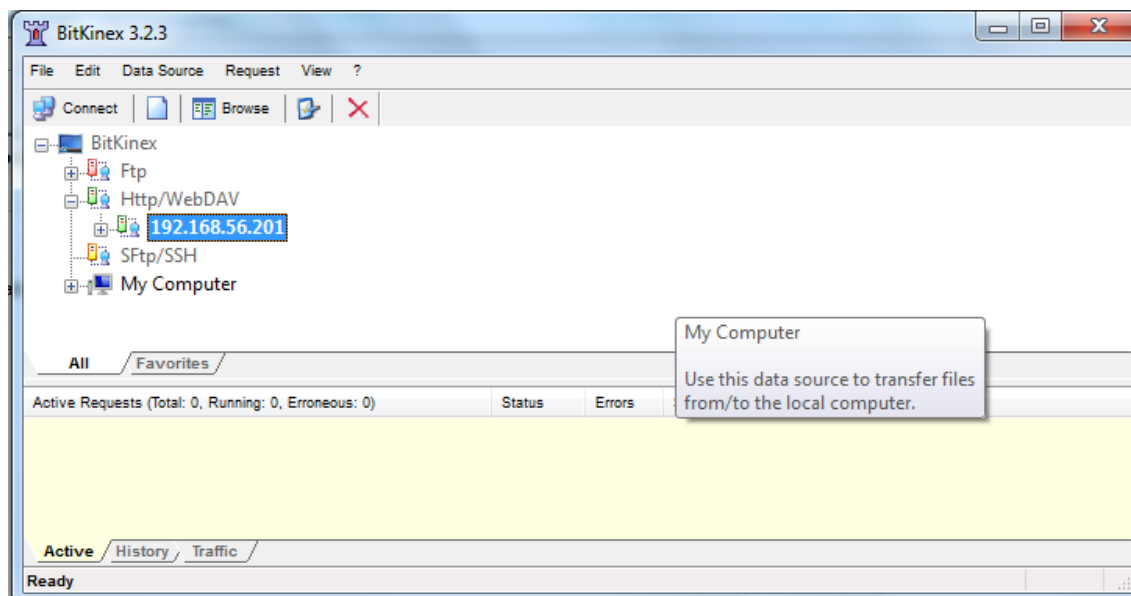 BitKinex 3.2.3
File Edit Data Source Request View ?
Connect Browse
BitKinex
Ftp
Http/WebDAV
192.168.56.201
SFtp/SSH
My Computer
My Computer
Use this data source to transfer files
from/to the local computer.
All Favorites
Active Requests (Total: 0, Running: 0, Erroneous: 0) Status Errors
Active History Traffic
Ready